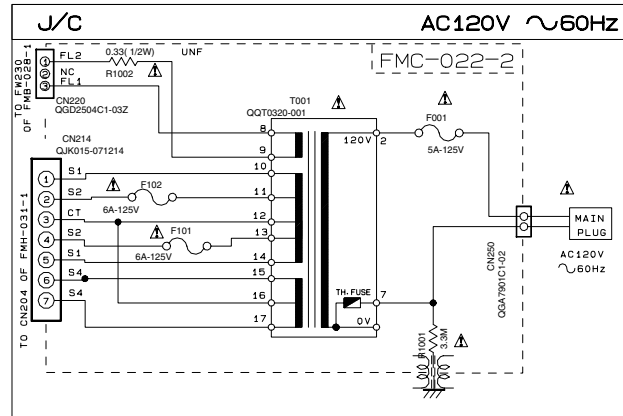 J/C
AC120V ∿60Hz
FMC-022-2
TO FW230
OF FMB-028-1
1 FL2
2 NC
3 FL1
0.33(1/2W)
R1002
UNF
CN220
QGD2504C1-03Z
CN214
QJK015-071214
TO CN204 OF FMH-031-1
1 S1
2 S2
3 CT
4 S2
5 S1
6 S4
7 S4
F102
6A-125V
F101
6A-125V
T001
QQT0320-001
8
9
10
11
12
13
14
15
16
17
120V 2
TH.FUSE
7
0V
F001
5A-125V
CN250
QGA7901C1-02
MAIN
PLUG
AC120V
∿60Hz
R1001
3.3M